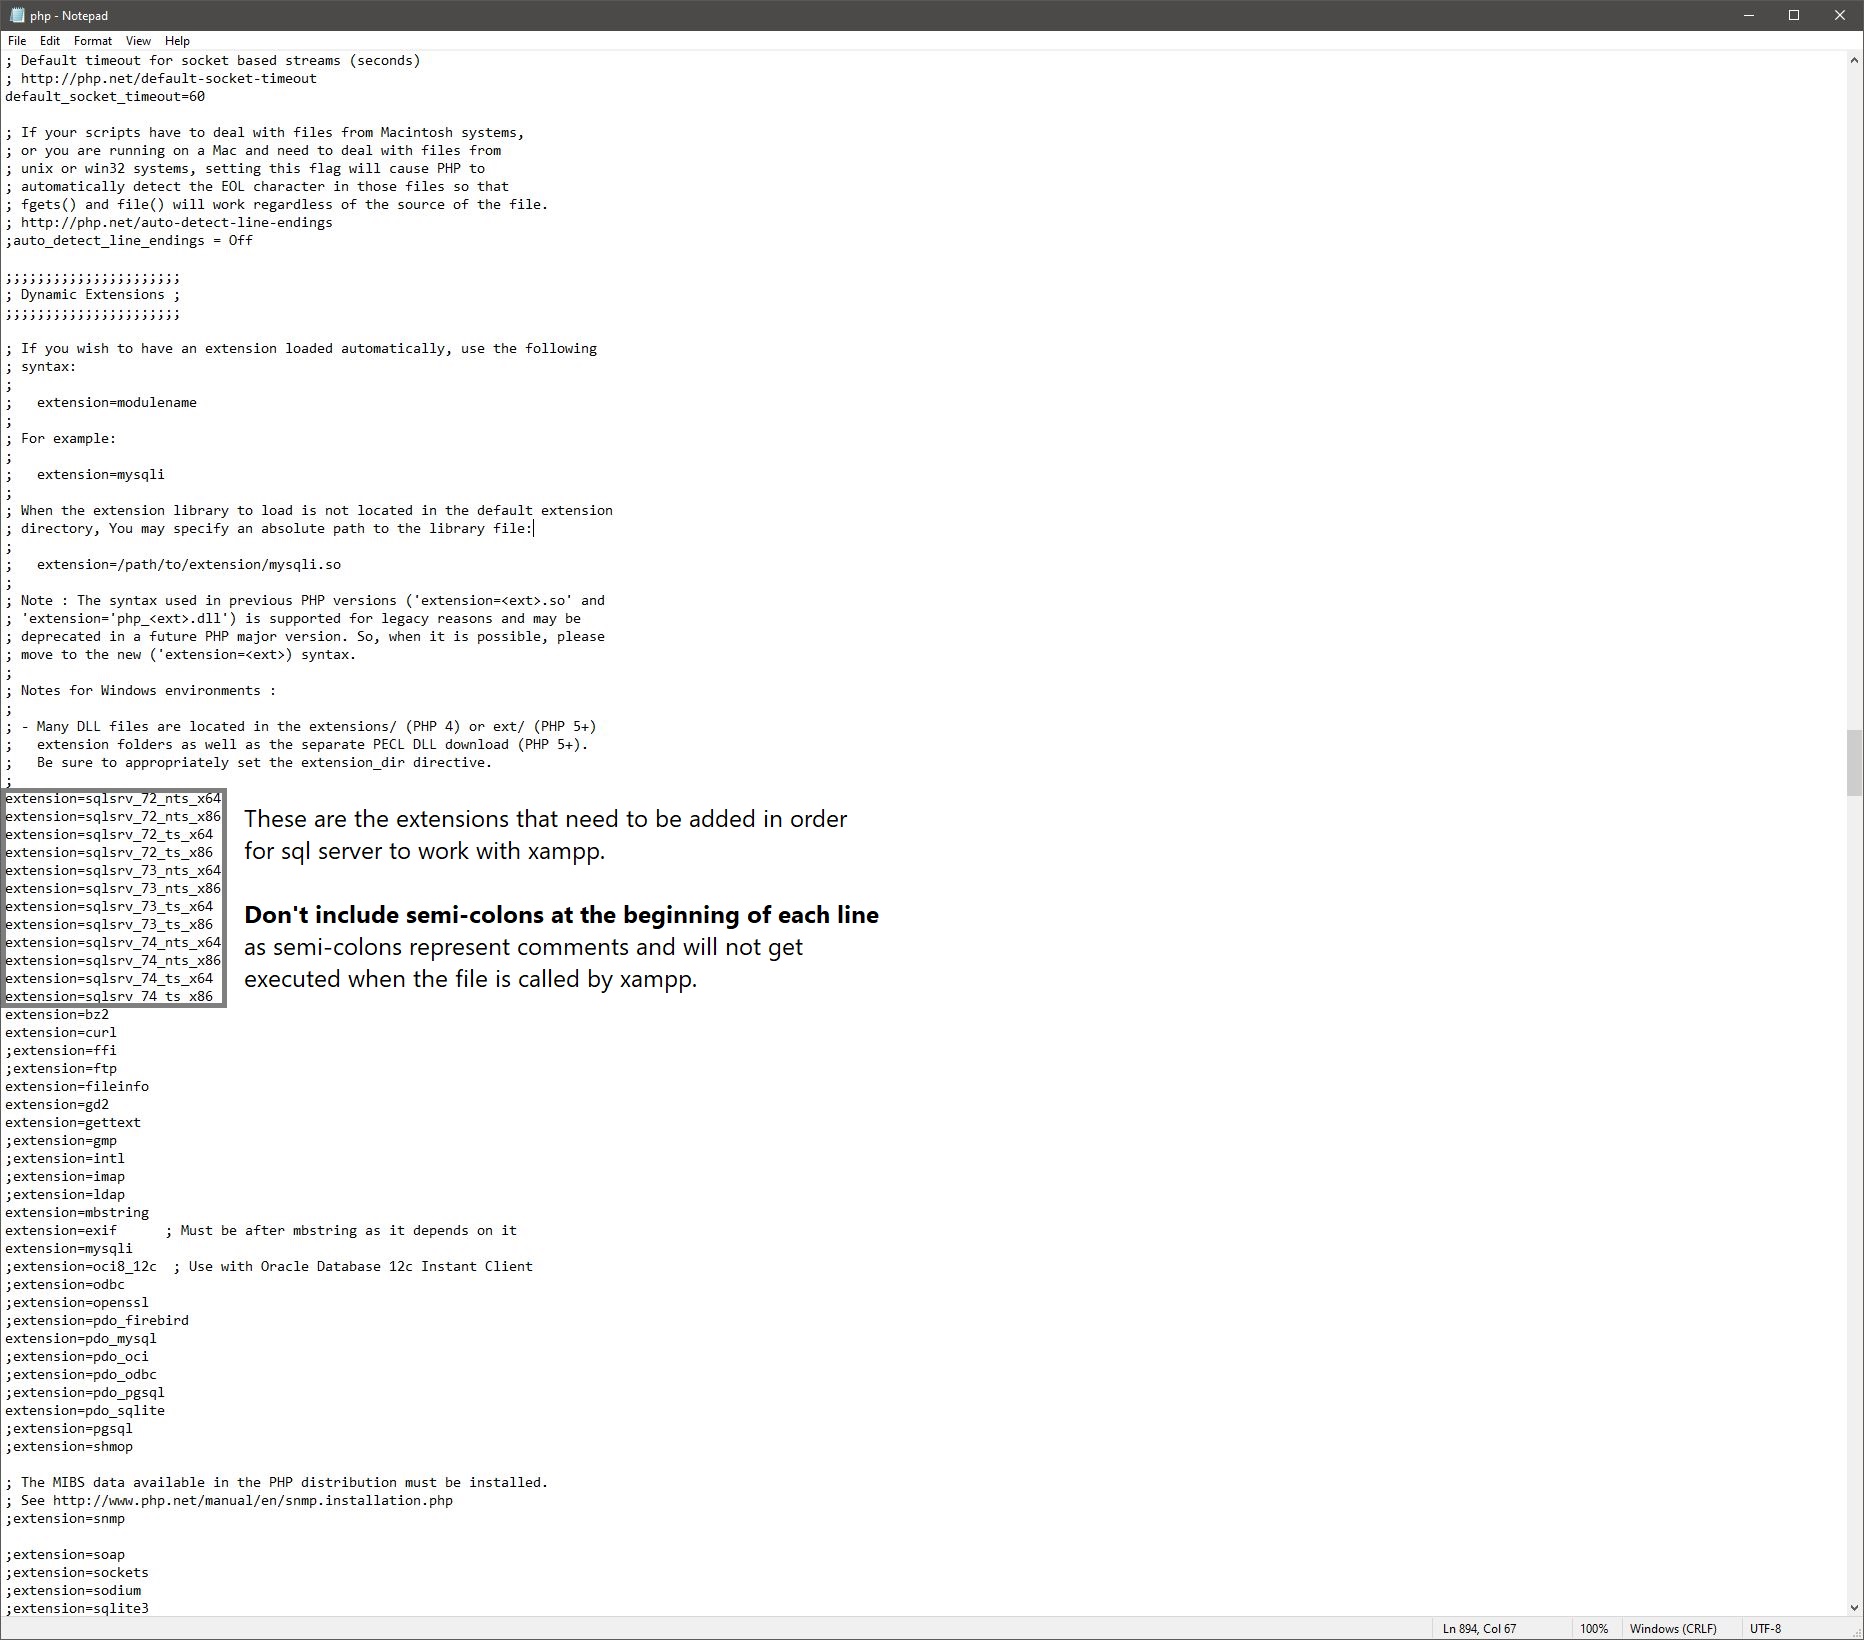 php - Notepad
File Edit Format View Help
; Default timeout for socket based streams (seconds)
; http://php.net/default-socket-timeout
default_socket_timeout=60
; If your scripts have to deal with files from Macintosh systems,
; or you are running on a Mac and need to deal with files from
; unix or win32 systems, setting this flag will cause PHP to
; automatically detect the EOL character in those files so that
; fgets() and file() will work regardless of the source of the file.
; http://php.net/auto-detect-line-endings
;auto_detect_line_endings = Off
;;;;;;;;;;;;;;;;;;;;;;
; Dynamic Extensions ;
;;;;;;;;;;;;;;;;;;;;;;
; If you wish to have an extension loaded automatically, use the following
; syntax:
;
;   extension=modulename
;
; For example:
;
;   extension=mysqli
;
; When the extension library to load is not located in the default extension
; directory, You may specify an absolute path to the library file:
;
;   extension=/path/to/extension/mysqli.so
;
; Note : The syntax used in previous PHP versions ('extension=<ext>.so' and
; 'extension='php_<ext>.dll') is supported for legacy reasons and may be
; deprecated in a future PHP major version. So, when it is possible, please
; move to the new ('extension=<ext>) syntax.
;
; Notes for Windows environments :
;
; - Many DLL files are located in the extensions/ (PHP 4) or ext/ (PHP 5+)
;   extension folders as well as the separate PECL DLL download (PHP 5+).
;   Be sure to appropriately set the extension_dir directive.
;
extension=sqlsrv_72_nts_x64
extension=sqlsrv_72_nts_x86
extension=sqlsrv_72_ts_x64
extension=sqlsrv_72_ts_x86
extension=sqlsrv_73_nts_x64
extension=sqlsrv_73_nts_x86
extension=sqlsrv_73_ts_x64
extension=sqlsrv_73_ts_x86
extension=sqlsrv_74_nts_x64
extension=sqlsrv_74_nts_x86
extension=sqlsrv_74_ts_x64
extension=sqlsrv_74_ts_x86
These are the extensions that need to be added in order
for sql server to work with xampp.
Don't include semi-colons at the beginning of each line
as semi-colons represent comments and will not get
executed when the file is called by xampp.
extension=bz2
extension=curl
;extension=ffi
;extension=ftp
extension=fileinfo
extension=gd2
extension=gettext
;extension=gmp
;extension=intl
;extension=imap
;extension=ldap
extension=mbstring
extension=exif      ; Must be after mbstring as it depends on it
extension=mysqli
;extension=oci8_12c  ; Use with Oracle Database 12c Instant Client
;extension=odbc
;extension=openssl
;extension=pdo_firebird
extension=pdo_mysql
;extension=pdo_oci
;extension=pdo_odbc
;extension=pdo_pgsql
extension=pdo_sqlite
;extension=pgsql
;extension=shmop
; The MIBS data available in the PHP distribution must be installed.
; See http://www.php.net/manual/en/snmp.installation.php
;extension=snmp
;extension=soap
;extension=sockets
;extension=sodium
;extension=sqlite3
Ln 894, Col 67 100% Windows (CRLF) UTF-8